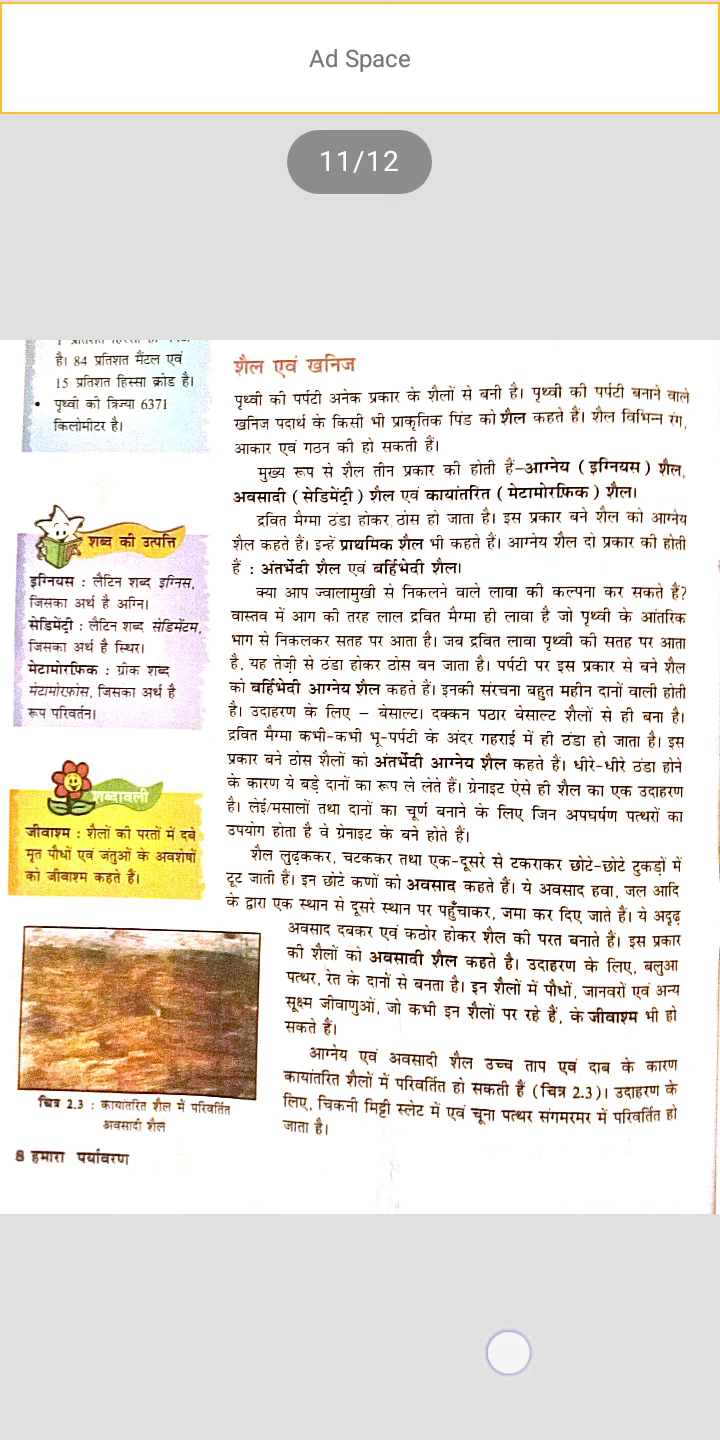 Ad Space
11/12
है। 84 प्रतिशत मैंटल एवं
15 प्रतिशत हिस्सा क्रोड है।
• पृथ्वी की त्रिज्या 6371
किलोमीटर है।
शब्द की उत्पत्ति
इग्नियस : लैटिन शब्द इग्निस,
जिसका अर्थ है अग्नि।
सेडिमेंट्री : लैटिन शब्द सेडिमेंटम,
जिसका अर्थ है स्थिर।
मेटामोरफ़िक : ग्रीक शब्द
मेटामोरफ़ोस, जिसका अर्थ है
रूप परिवर्तन।
शब्दावली
जीवाश्म : शैलों की परतों में दबे
मृत पौधों एवं जंतुओं के अवशेषों
को जीवाश्म कहते हैं।
चित्र 2.3 : कायांतरित शैल में परिवर्तित
अवसादी शैल
शैल एवं खनिज
पृथ्वी की पर्पटी अनेक प्रकार के शैलों से बनी है। पृथ्वी की पर्पटी बनाने वाले
खनिज पदार्थ के किसी भी प्राकृतिक पिंड को शैल कहते हैं। शैल विभिन्न रंग,
आकार एवं गठन की हो सकती हैं।
मुख्य रूप से शैल तीन प्रकार की होती हैं–आग्नेय (इग्नियस) शैल,
अवसादी (सेडिमेंट्री) शैल एवं कायांतरित (मेटामोरफ़िक) शैल।
द्रवित मैग्मा ठंडा होकर ठोस हो जाता है। इस प्रकार बने शैल को आग्नेय
शैल कहते हैं। इन्हें प्राथमिक शैल भी कहते हैं। आग्नेय शैल दो प्रकार की होती
हैं : अंतर्भेदी शैल एवं बर्हिभेदी शैल।
क्या आप ज्वालामुखी से निकलने वाले लावा की कल्पना कर सकते हैं?
वास्तव में आग की तरह लाल द्रवित मैग्मा ही लावा है जो पृथ्वी के आंतरिक
भाग से निकलकर सतह पर आता है। जब द्रवित लावा पृथ्वी की सतह पर आता
है, यह तेज़ी से ठंडा होकर ठोस बन जाता है। पर्पटी पर इस प्रकार से बने शैल
को बर्हिभेदी आग्नेय शैल कहते हैं। इनकी संरचना बहुत महीन दानों वाली होती
है। उदाहरण के लिए – बेसाल्ट। दक्कन पठार बेसाल्ट शैलों से ही बना है।
द्रवित मैग्मा कभी-कभी भू-पर्पटी के अंदर गहराई में ही ठंडा हो जाता है। इस
प्रकार बने ठोस शैलों को अंतर्भेदी आग्नेय शैल कहते हैं। धीरे-धीरे ठंडा होने
के कारण ये बड़े दानों का रूप ले लेते हैं। ग्रेनाइट ऐसे ही शैल का एक उदाहरण
है। लेई/मसालों तथा दानों का चूर्ण बनाने के लिए जिन अपघर्षण पत्थरों का
उपयोग होता है वे ग्रेनाइट के बने होते हैं।
शैल लुढ़ककर, चटककर तथा एक-दूसरे से टकराकर छोटे-छोटे टुकड़ों में
टूट जाती हैं। इन छोटे कणों को अवसाद कहते हैं। ये अवसाद हवा, जल आदि
के द्वारा एक स्थान से दूसरे स्थान पर पहुँचाकर, जमा कर दिए जाते हैं। ये अदृढ़
अवसाद दबकर एवं कठोर होकर शैल की परत बनाते हैं। इस प्रकार
की शैलों को अवसादी शैल कहते है। उदाहरण के लिए, बलुआ
पत्थर, रेत के दानों से बनता है। इन शैलों में पौधों, जानवरों एवं अन्य
सूक्ष्म जीवाणुओं, जो कभी इन शैलों पर रहे हैं, के जीवाश्म भी हो
सकते हैं।
आग्नेय एवं अवसादी शैल उच्च ताप एवं दाब के कारण
कायांतरित शैलों में परिवर्तित हो सकती हैं (चित्र 2.3)। उदाहरण के
लिए, चिकनी मिट्टी स्लेट में एवं चूना पत्थर संगमरमर में परिवर्तित हो
जाता है।
8 हमारा पर्यावरण